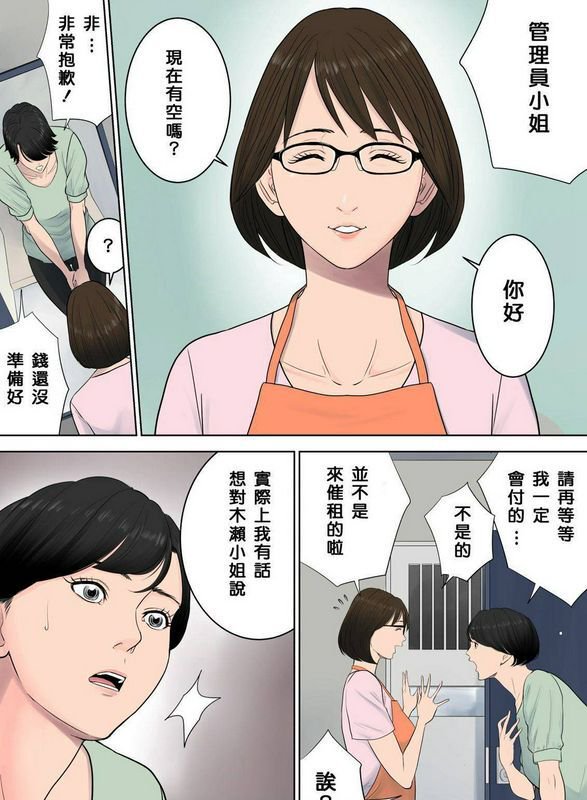 管理員小姐
你好
現在有空嗎？
非…
非常抱歉！
？
錢還沒
準備好
請再等等
我一定
會付的…
不是的
並不是
來催租的啦
誒？
實際上我有話
想對木瀨小姐說